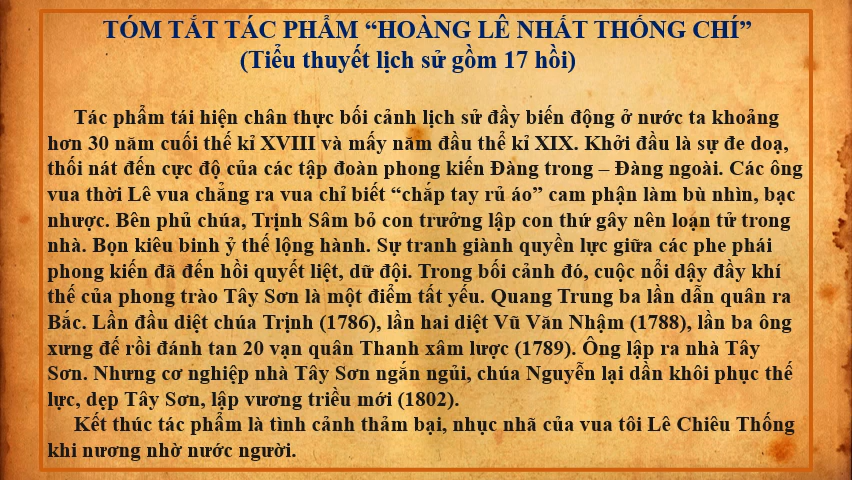 TÓM TẮT TÁC PHẨM “HOÀNG LÊ NHẤT THỐNG CHÍ”
(Tiểu thuyết lịch sử gồm 17 hồi)
Tác phẩm tái hiện chân thực bối cảnh lịch sử đầy biến động ở nước ta khoảng
hơn 30 năm cuối thế kỉ XVIII và mấy năm đầu thể kỉ XIX. Khởi đầu là sự đe doạ,
thối nát đến cực độ của các tập đoàn phong kiến Đàng trong – Đàng ngoài. Các ông
vua thời Lê vua chẳng ra vua chỉ biết “chắp tay rủ áo” cam phận làm bù nhìn, bạc
nhược. Bên phủ chúa, Trịnh Sâm bỏ con trưởng lập con thứ gây nên loạn tử trong
nhà. Bọn kiêu binh ỷ thế lộng hành. Sự tranh giành quyền lực giữa các phe phái
phong kiến đã đến hồi quyết liệt, dữ đội. Trong bối cảnh đó, cuộc nổi dậy đầy khí
thế của phong trào Tây Sơn là một điểm tất yếu. Quang Trung ba lần dẫn quân ra
Bắc. Lần đầu diệt chúa Trịnh (1786), lần hai diệt Vũ Văn Nhậm (1788), lần ba ông
xưng đế rồi đánh tan 20 vạn quân Thanh xâm lược (1789). Ông lập ra nhà Tây
Sơn. Nhưng cơ nghiệp nhà Tây Sơn ngắn ngủi, chúa Nguyễn lại dần khôi phục thế
lực, dẹp Tây Sơn, lập vương triều mới (1802).
Kết thúc tác phẩm là tình cảnh thảm bại, nhục nhã của vua tôi Lê Chiêu Thống
khi nương nhờ nước người.